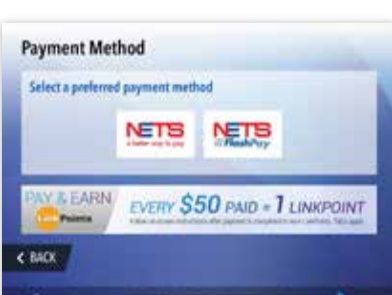 Payment Method
Select a preferred payment method
NETS
a better way to pay
NETS
FlashPay
PAY & EARN
Link Points
EVERY $50 PAID = 1 LINKPOINT
< BACK